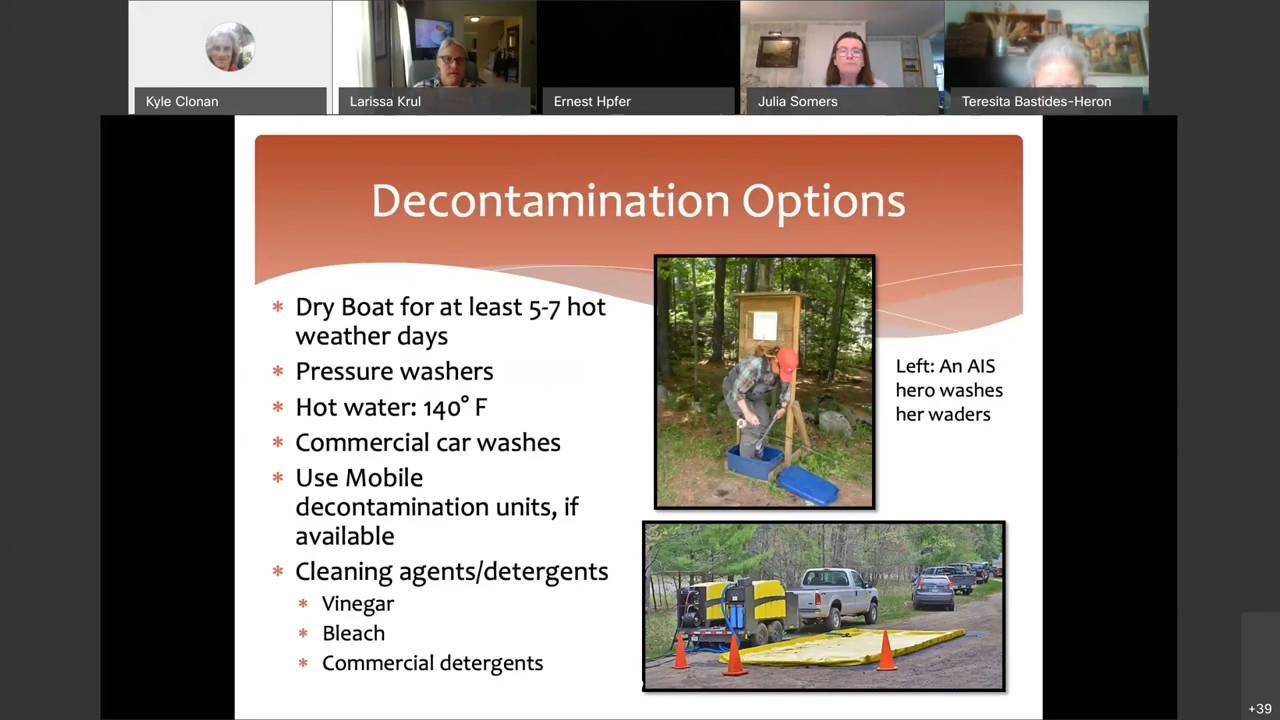 Kyle Clonan
Larissa Krul
Ernest Hpfer
Julia Somers
Teresita Bastides-Heron
Decontamination Options
* Dry Boat for at least 5-7 hot
weather days
* Pressure washers
* Hot water: 140° F
* Commercial car washes
* Use Mobile
decontamination units, if
available
* Cleaning agents/detergents
* Vinegar
* Bleach
* Commercial detergents
Left: An AIS
hero washes
her waders
+39